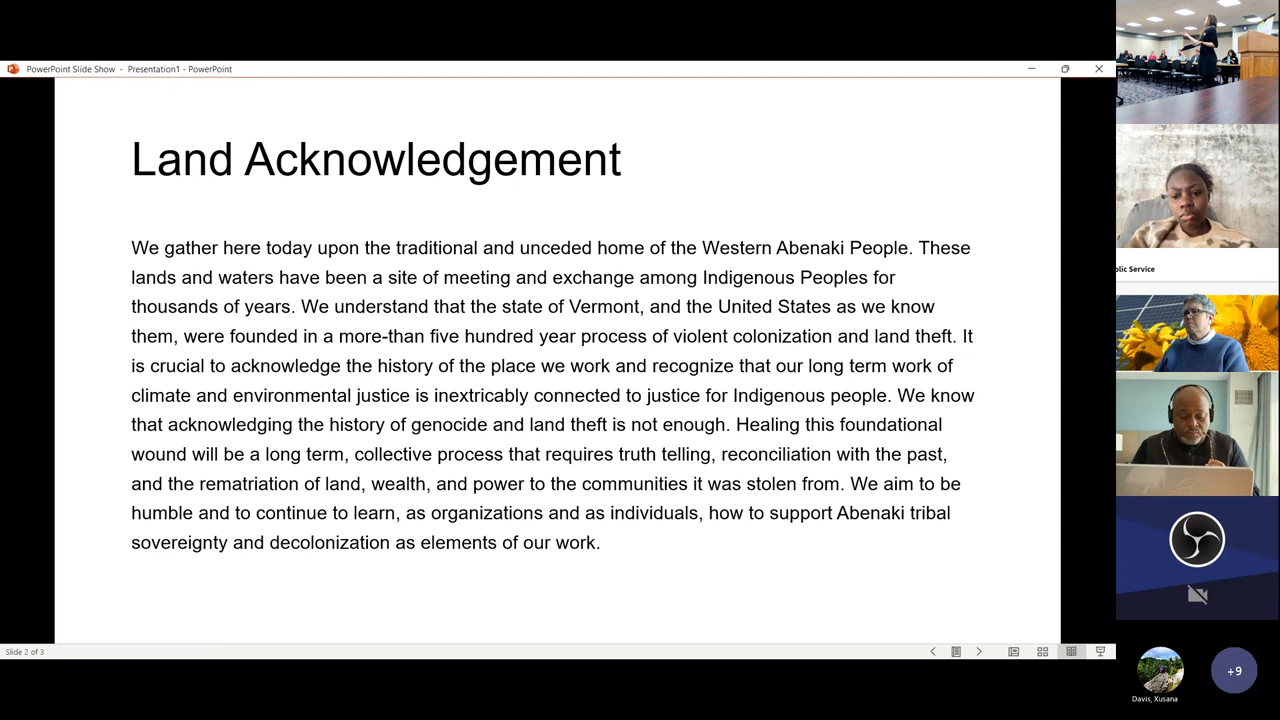 PowerPoint Slide Show - Presentation1 - PowerPoint
Land Acknowledgement
We gather here today upon the traditional and unceded home of the Western Abenaki People. These
lands and waters have been a site of meeting and exchange among Indigenous Peoples for
thousands of years. We understand that the state of Vermont, and the United States as we know
them, were founded in a more-than five hundred year process of violent colonization and land theft. It
is crucial to acknowledge the history of the place we work and recognize that our long term work of
climate and environmental justice is inextricably connected to justice for Indigenous people. We know
that acknowledging the history of genocide and land theft is not enough. Healing this foundational
wound will be a long term, collective process that requires truth telling, reconciliation with the past,
and the rematriation of land, wealth, and power to the communities it was stolen from. We aim to be
humble and to continue to learn, as organizations and as individuals, how to support Abenaki tribal
sovereignty and decolonization as elements of our work.
Slide 2 of 3
blic Service
Davis, Xusana
+9